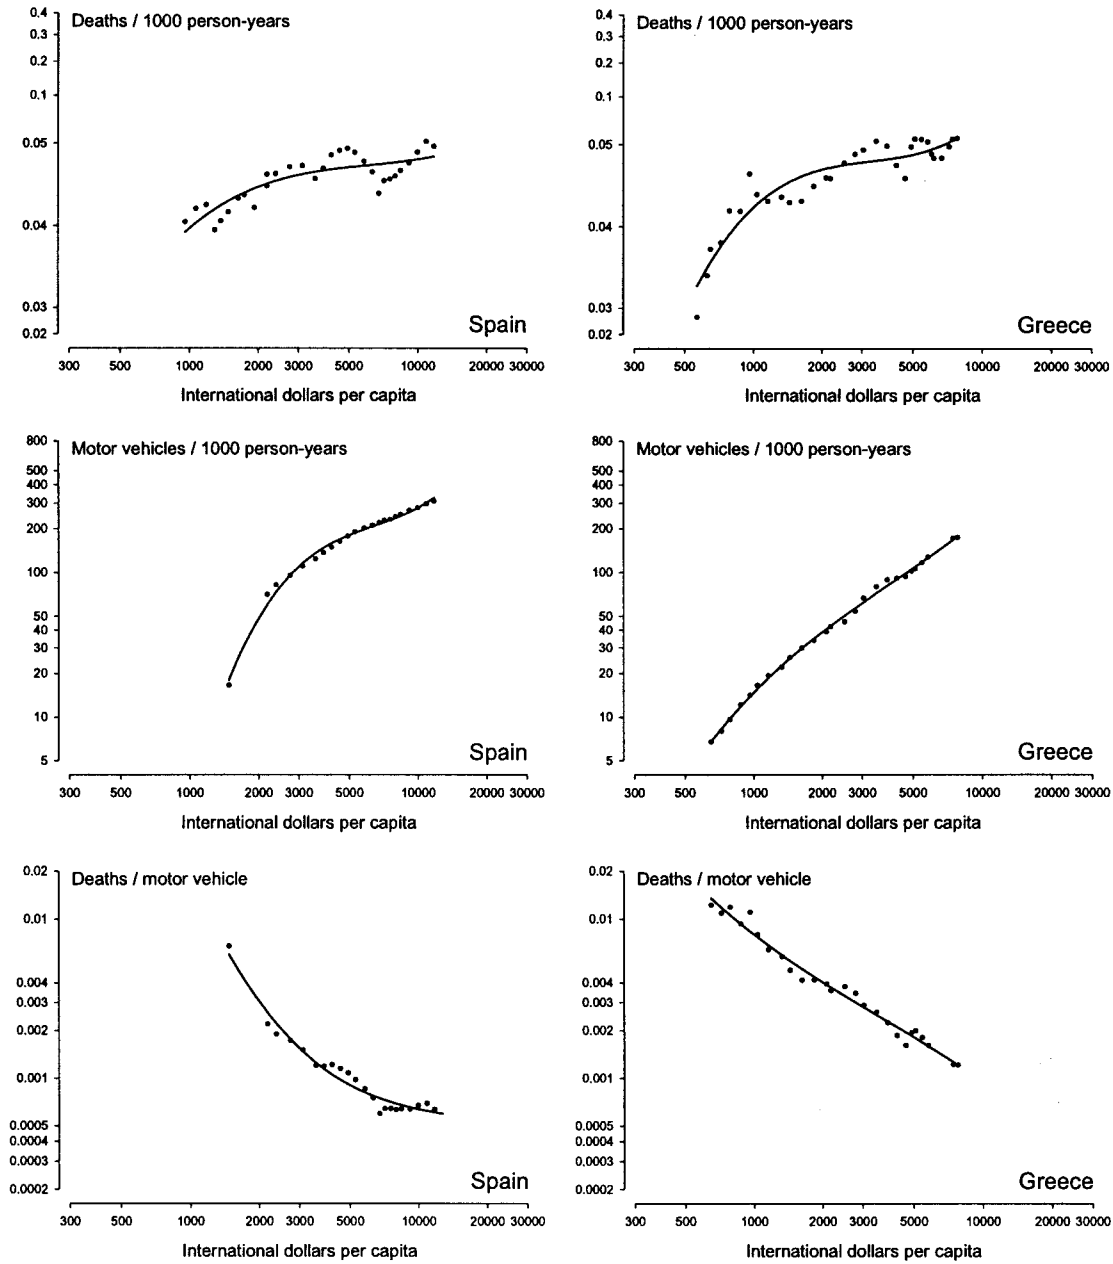 Deaths / 1000 person-years
0.4
0.3
0.2
0.1
0.05
0.04
0.03
0.02
Spain
300 500 1000 2000 3000 5000 10000 20000 30000
International dollars per capita
Deaths / 1000 person-years
0.4
0.3
0.2
0.1
0.05
0.04
0.03
0.02
Greece
300 500 1000 2000 3000 5000 10000 20000 30000
International dollars per capita
Motor vehicles / 1000 person-years
800
500
400
300
200
100
50
40
30
20
10
5
Spain
300 500 1000 2000 3000 5000 10000 20000 30000
International dollars per capita
Motor vehicles / 1000 person-years
800
500
400
300
200
100
50
40
30
20
10
5
Greece
300 500 1000 2000 3000 5000 10000 20000 30000
International dollars per capita
Deaths / motor vehicle
0.02
0.01
0.004
0.003
0.002
0.001
0.0005
0.0004
0.0003
0.0002
Spain
300 500 1000 2000 3000 5000 10000 20000 30000
International dollars per capita
Deaths / motor vehicle
0.02
0.01
0.004
0.003
0.002
0.001
0.0005
0.0004
0.0003
0.0002
Greece
300 500 1000 2000 3000 5000 10000 20000 30000
International dollars per capita